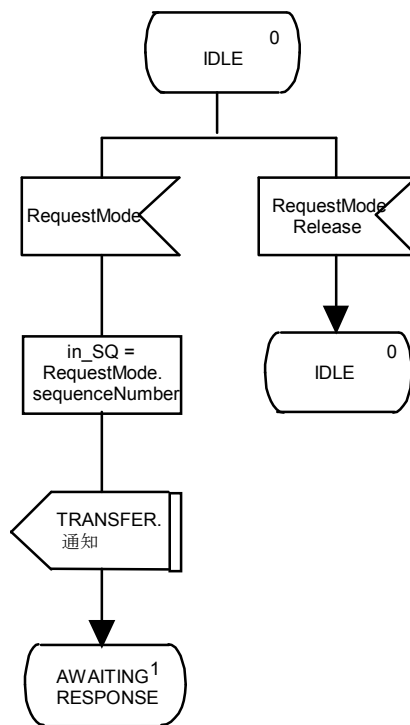 0
IDLE
RequestMode
RequestMode
Release
in_SQ =
RequestMode.
sequenceNumber
0
IDLE
TRANSFER.
通知
AWAITING 1
RESPONSE